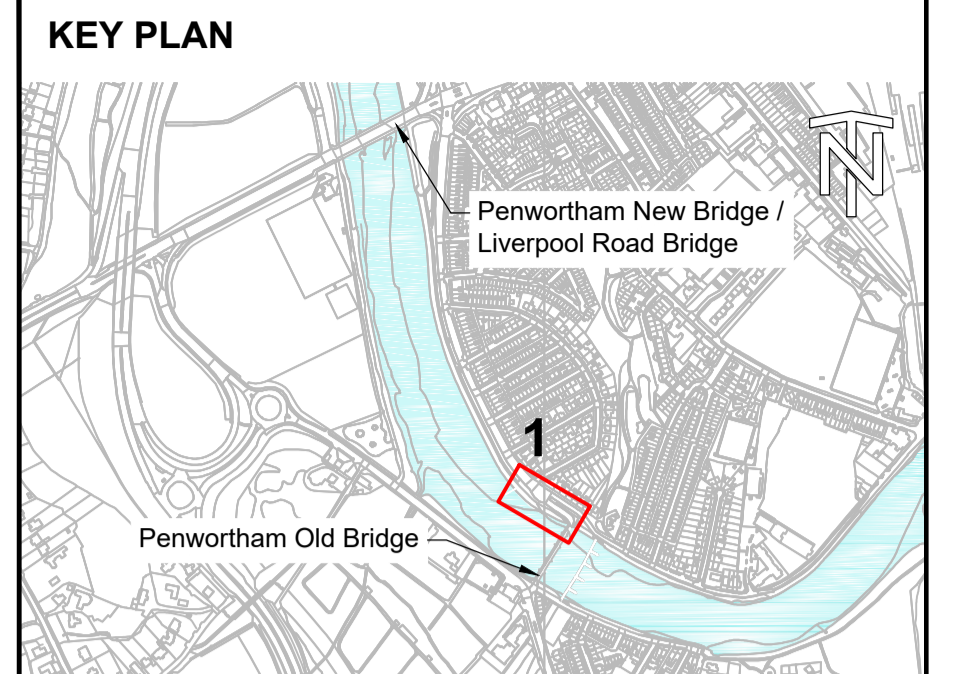 KEY PLAN
N
Penwortham New Bridge /
Liverpool Road Bridge
1
Penwortham Old Bridge